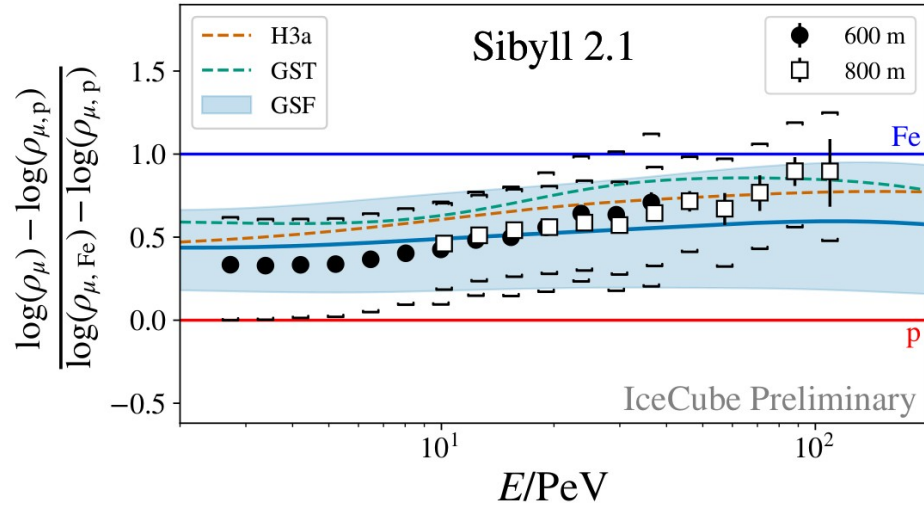 H3a
GST
GSF
Sibyll 2.1
600 m
800 m
1.5
1.0
0.5
0.0
−0.5
Fe
p
IceCube Preliminary
log(ρμ) − log(ρμ,p)
log(ρμ, Fe) − log(ρμ, p)
10¹
10²
E/PeV